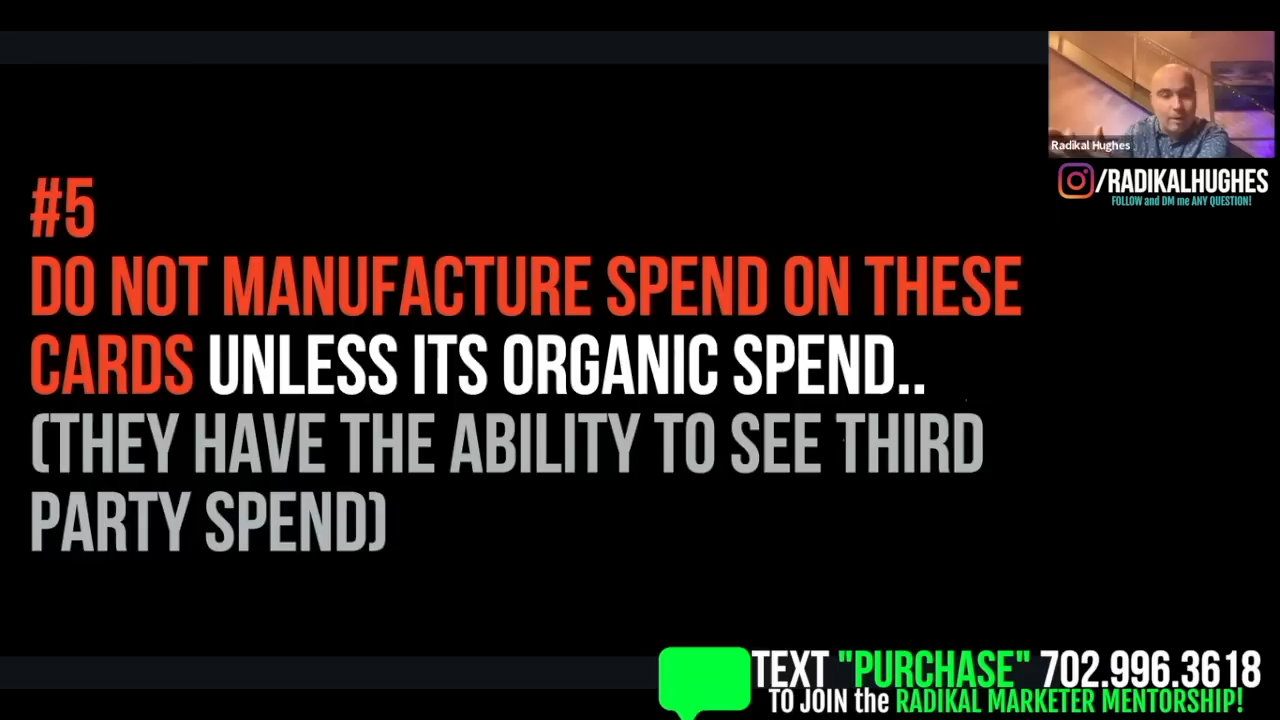 #5
DO NOT MANUFACTURE SPEND ON THESE
CARDS UNLESS ITS ORGANIC SPEND..
(THEY HAVE THE ABILITY TO SEE THIRD
PARTY SPEND)
Radikal Hughes
/RADIKALHUGHES
FOLLOW and DM me ANY QUESTION!
TEXT "PURCHASE" 702.996.3618
TO JOIN the RADIKAL MARKETER MENTORSHIP!